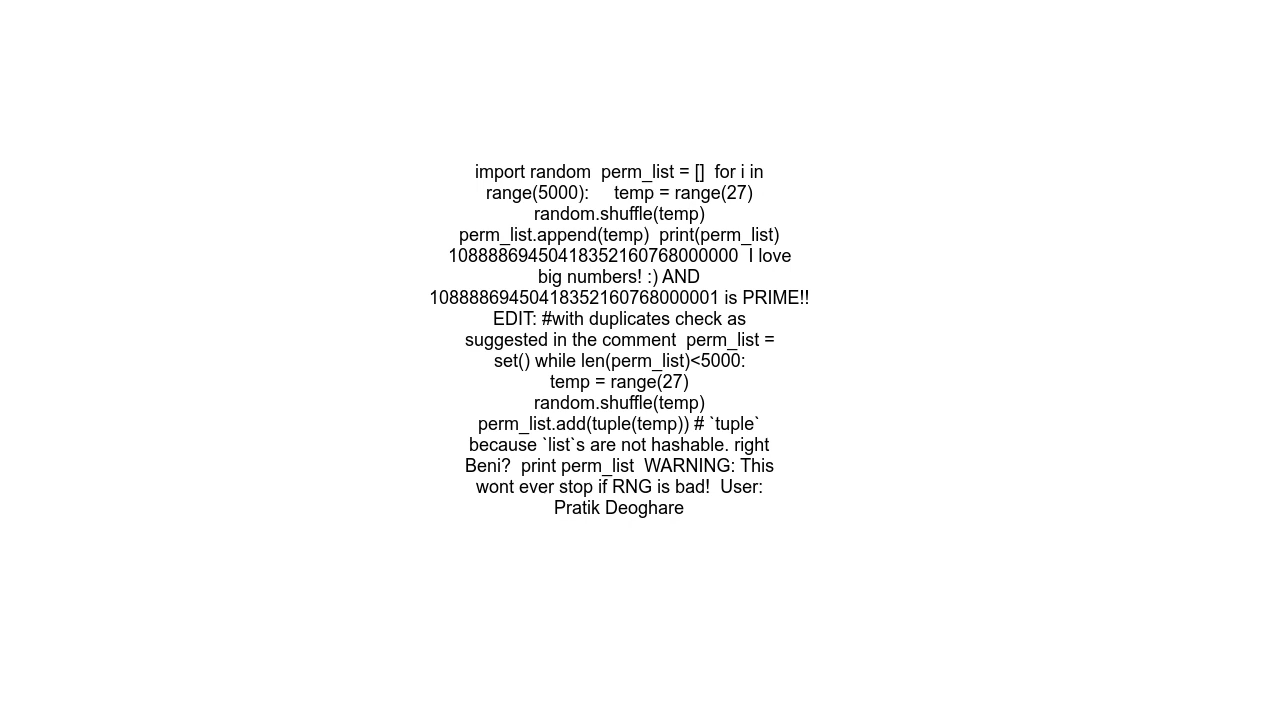 import random  perm_list = []  for i in
range(5000):     temp = range(27)
random.shuffle(temp)
perm_list.append(temp)  print(perm_list)
10888869450418352160768000000  I love
big numbers! :) AND
10888869450418352160768000001 is PRIME!!
EDIT: #with duplicates check as
suggested in the comment  perm_list =
set() while len(perm_list)<5000:
temp = range(27)
random.shuffle(temp)
perm_list.add(tuple(temp)) # `tuple`
because `list`s are not hashable. right
Beni?  print perm_list  WARNING: This
wont ever stop if RNG is bad!  User:
Pratik Deoghare